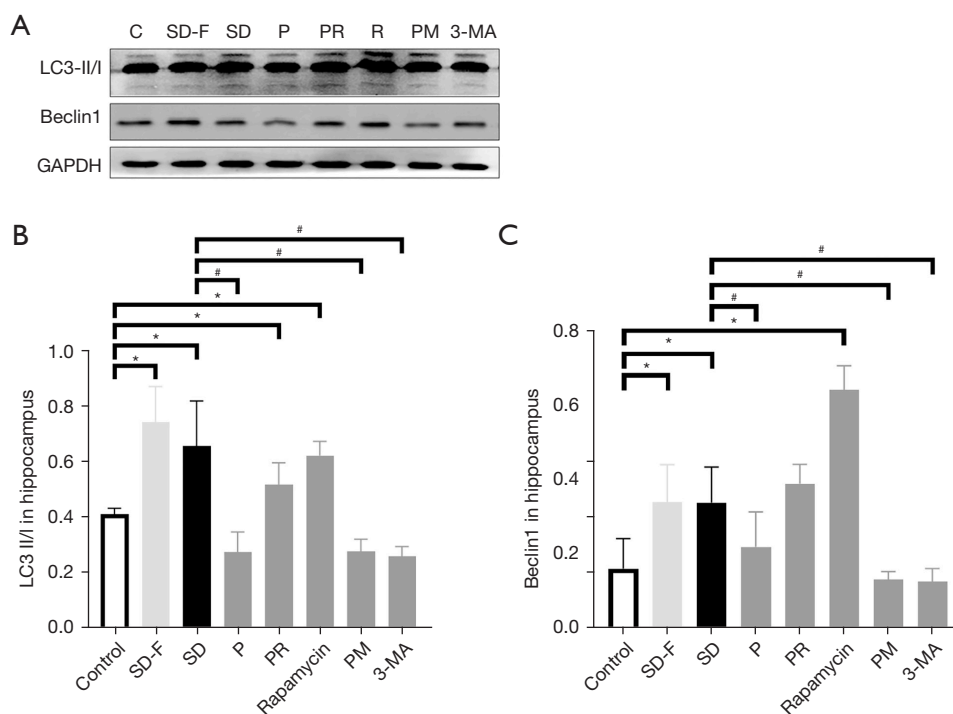 A
C SD-F SD P PR R PM 3-MA
LC3-II/I
Beclin1
GAPDH
B
#
#
#
*
*
*
*
1.0
0.8
0.6
0.4
0.2
0.0
LC3 II/I in hippocampus
Control SD-F SD P PR Rapamycin PM 3-MA
C
#
#
#
*
*
*
0.8
0.6
0.4
0.2
0.0
Beclin1 in hippocampus
Control SD-F SD P PR Rapamycin PM 3-MA